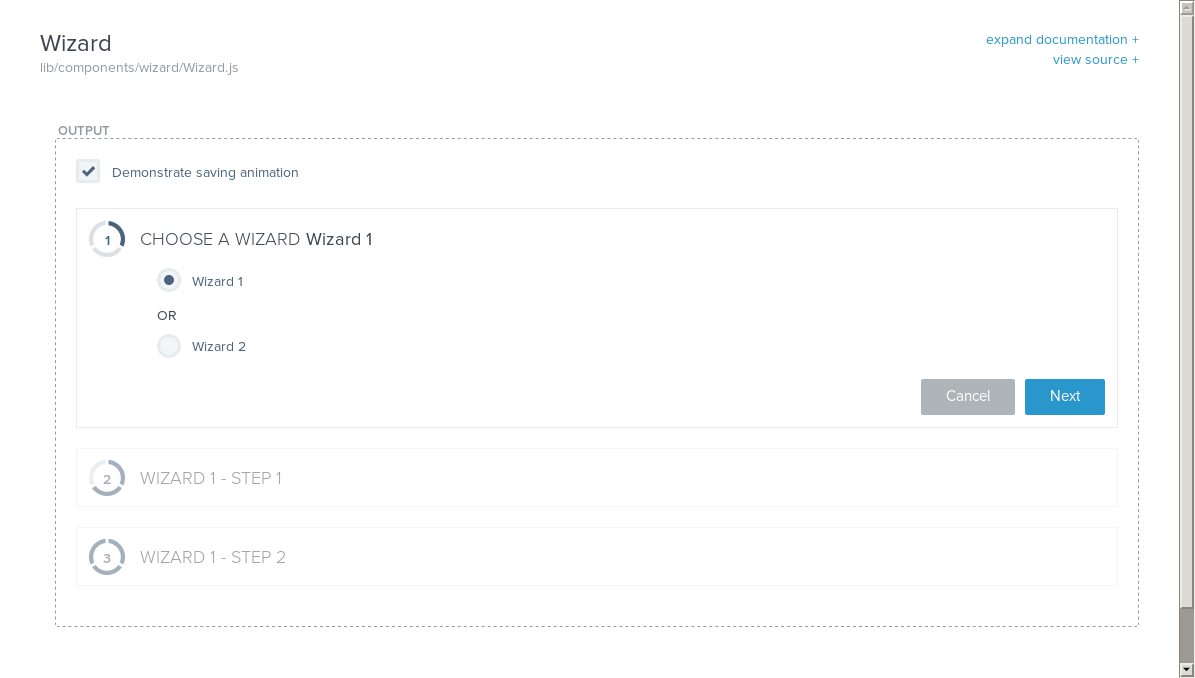 Wizard
lib/components/wizard/Wizard.js
expand documentation +
view source +
OUTPUT
Demonstrate saving animation
1 CHOOSE A WIZARD Wizard 1
Wizard 1
OR
Wizard 2
Cancel Next
2 WIZARD 1 - STEP 1
3 WIZARD 1 - STEP 2